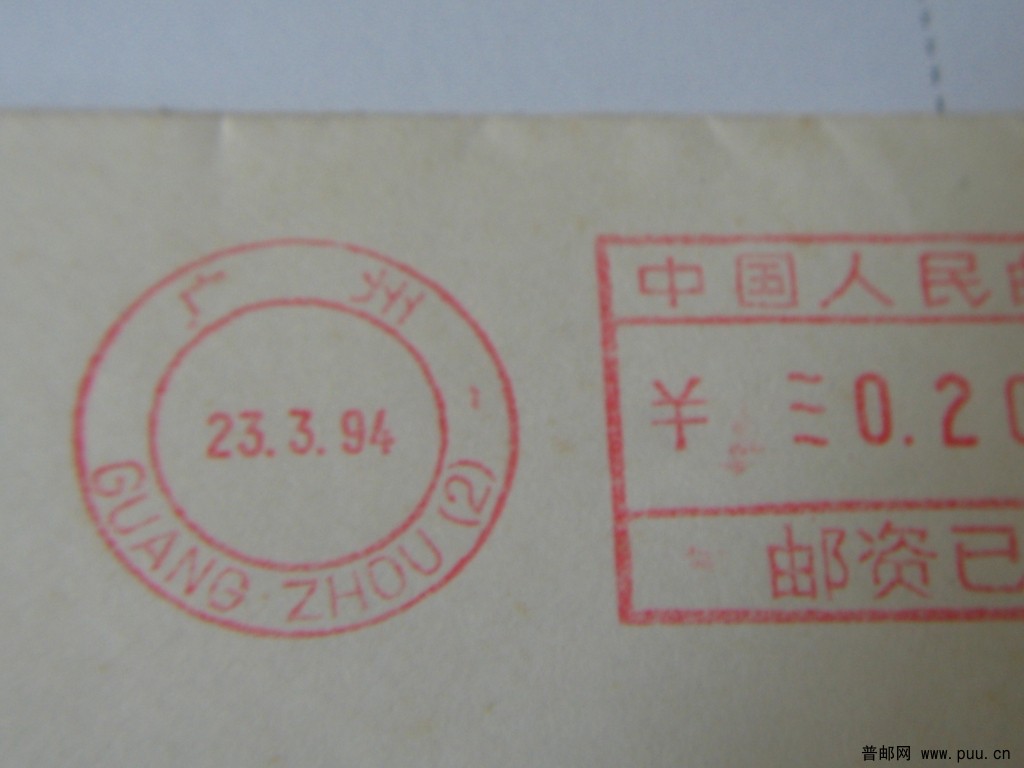 广 州
23.3.94
GUANG·ZHOU (2)
中国人民
¥ 0.20
邮资已
普邮网 www.puu.cn